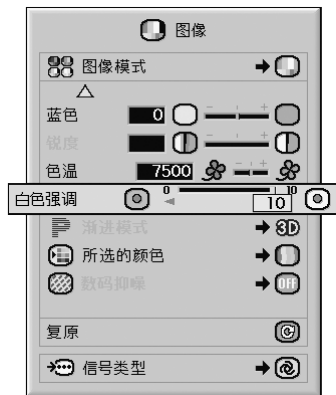 图像
图像模式
蓝色 0
锐度
色温 7500
白色强调 0 10 10
渐进模式 3D
所选的颜色
数码抑噪 OFF
复原
信号类型